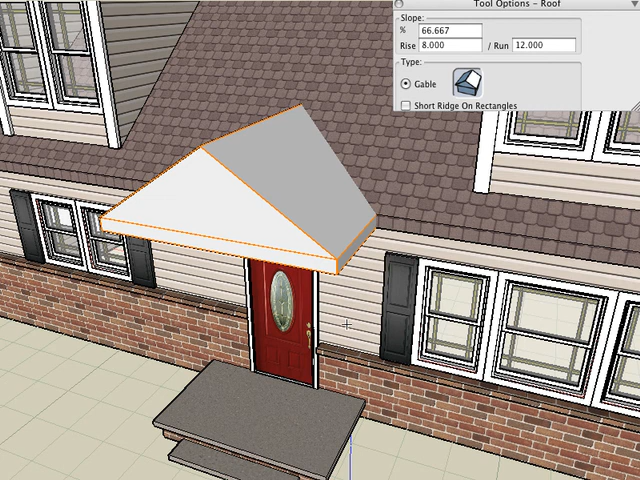 Tool Options - Roof
Slope:
% 66.667
Rise 8.000 / Run 12.000
Type:
Gable
Short Ridge On Rectangles